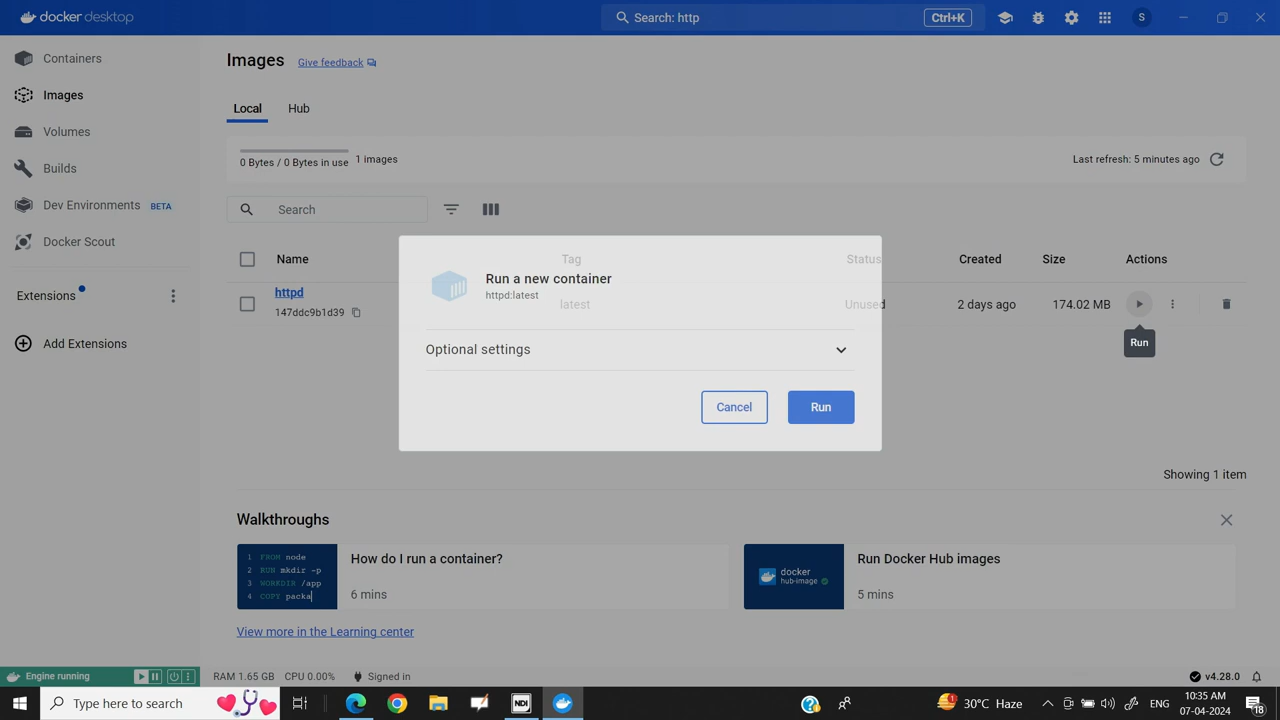 docker desktop
Search: http
Ctrl+K
S
Containers
Images
Volumes
Builds
Dev Environments BETA
Docker Scout
Extensions
Add Extensions
Images
Give feedback
Local
Hub
0 Bytes / 0 Bytes in use
1 images
Last refresh: 5 minutes ago
Search
Name
Tag
Status
Created
Size
Actions
httpd
147ddc9b1d39
latest
Unused
2 days ago
174.02 MB
Run
Run a new container
httpd:latest
Optional settings
Cancel
Run
Showing 1 item
Walkthroughs
1 FROM node
2 RUN mkdir -p
3 WORKDIR /app
4 COPY packa
How do I run a container?
6 mins
docker
hub-image
Run Docker Hub images
5 mins
View more in the Learning center
Engine running
RAM 1.65 GB
CPU 0.00%
Signed in
v4.28.0
Type here to search
NDI
30°C Haze
ENG
10:35 AM
07-04-2024
18